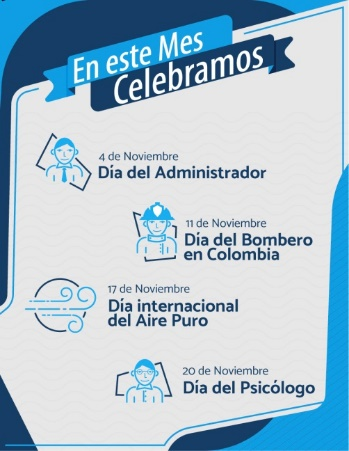 En este Mes
Celebramos
4 de Noviembre
Día del Administrador
11 de Noviembre
Día del Bombero
en Colombia
17 de Noviembre
Día internacional
del Aire Puro
20 de Noviembre
Día del Psicólogo